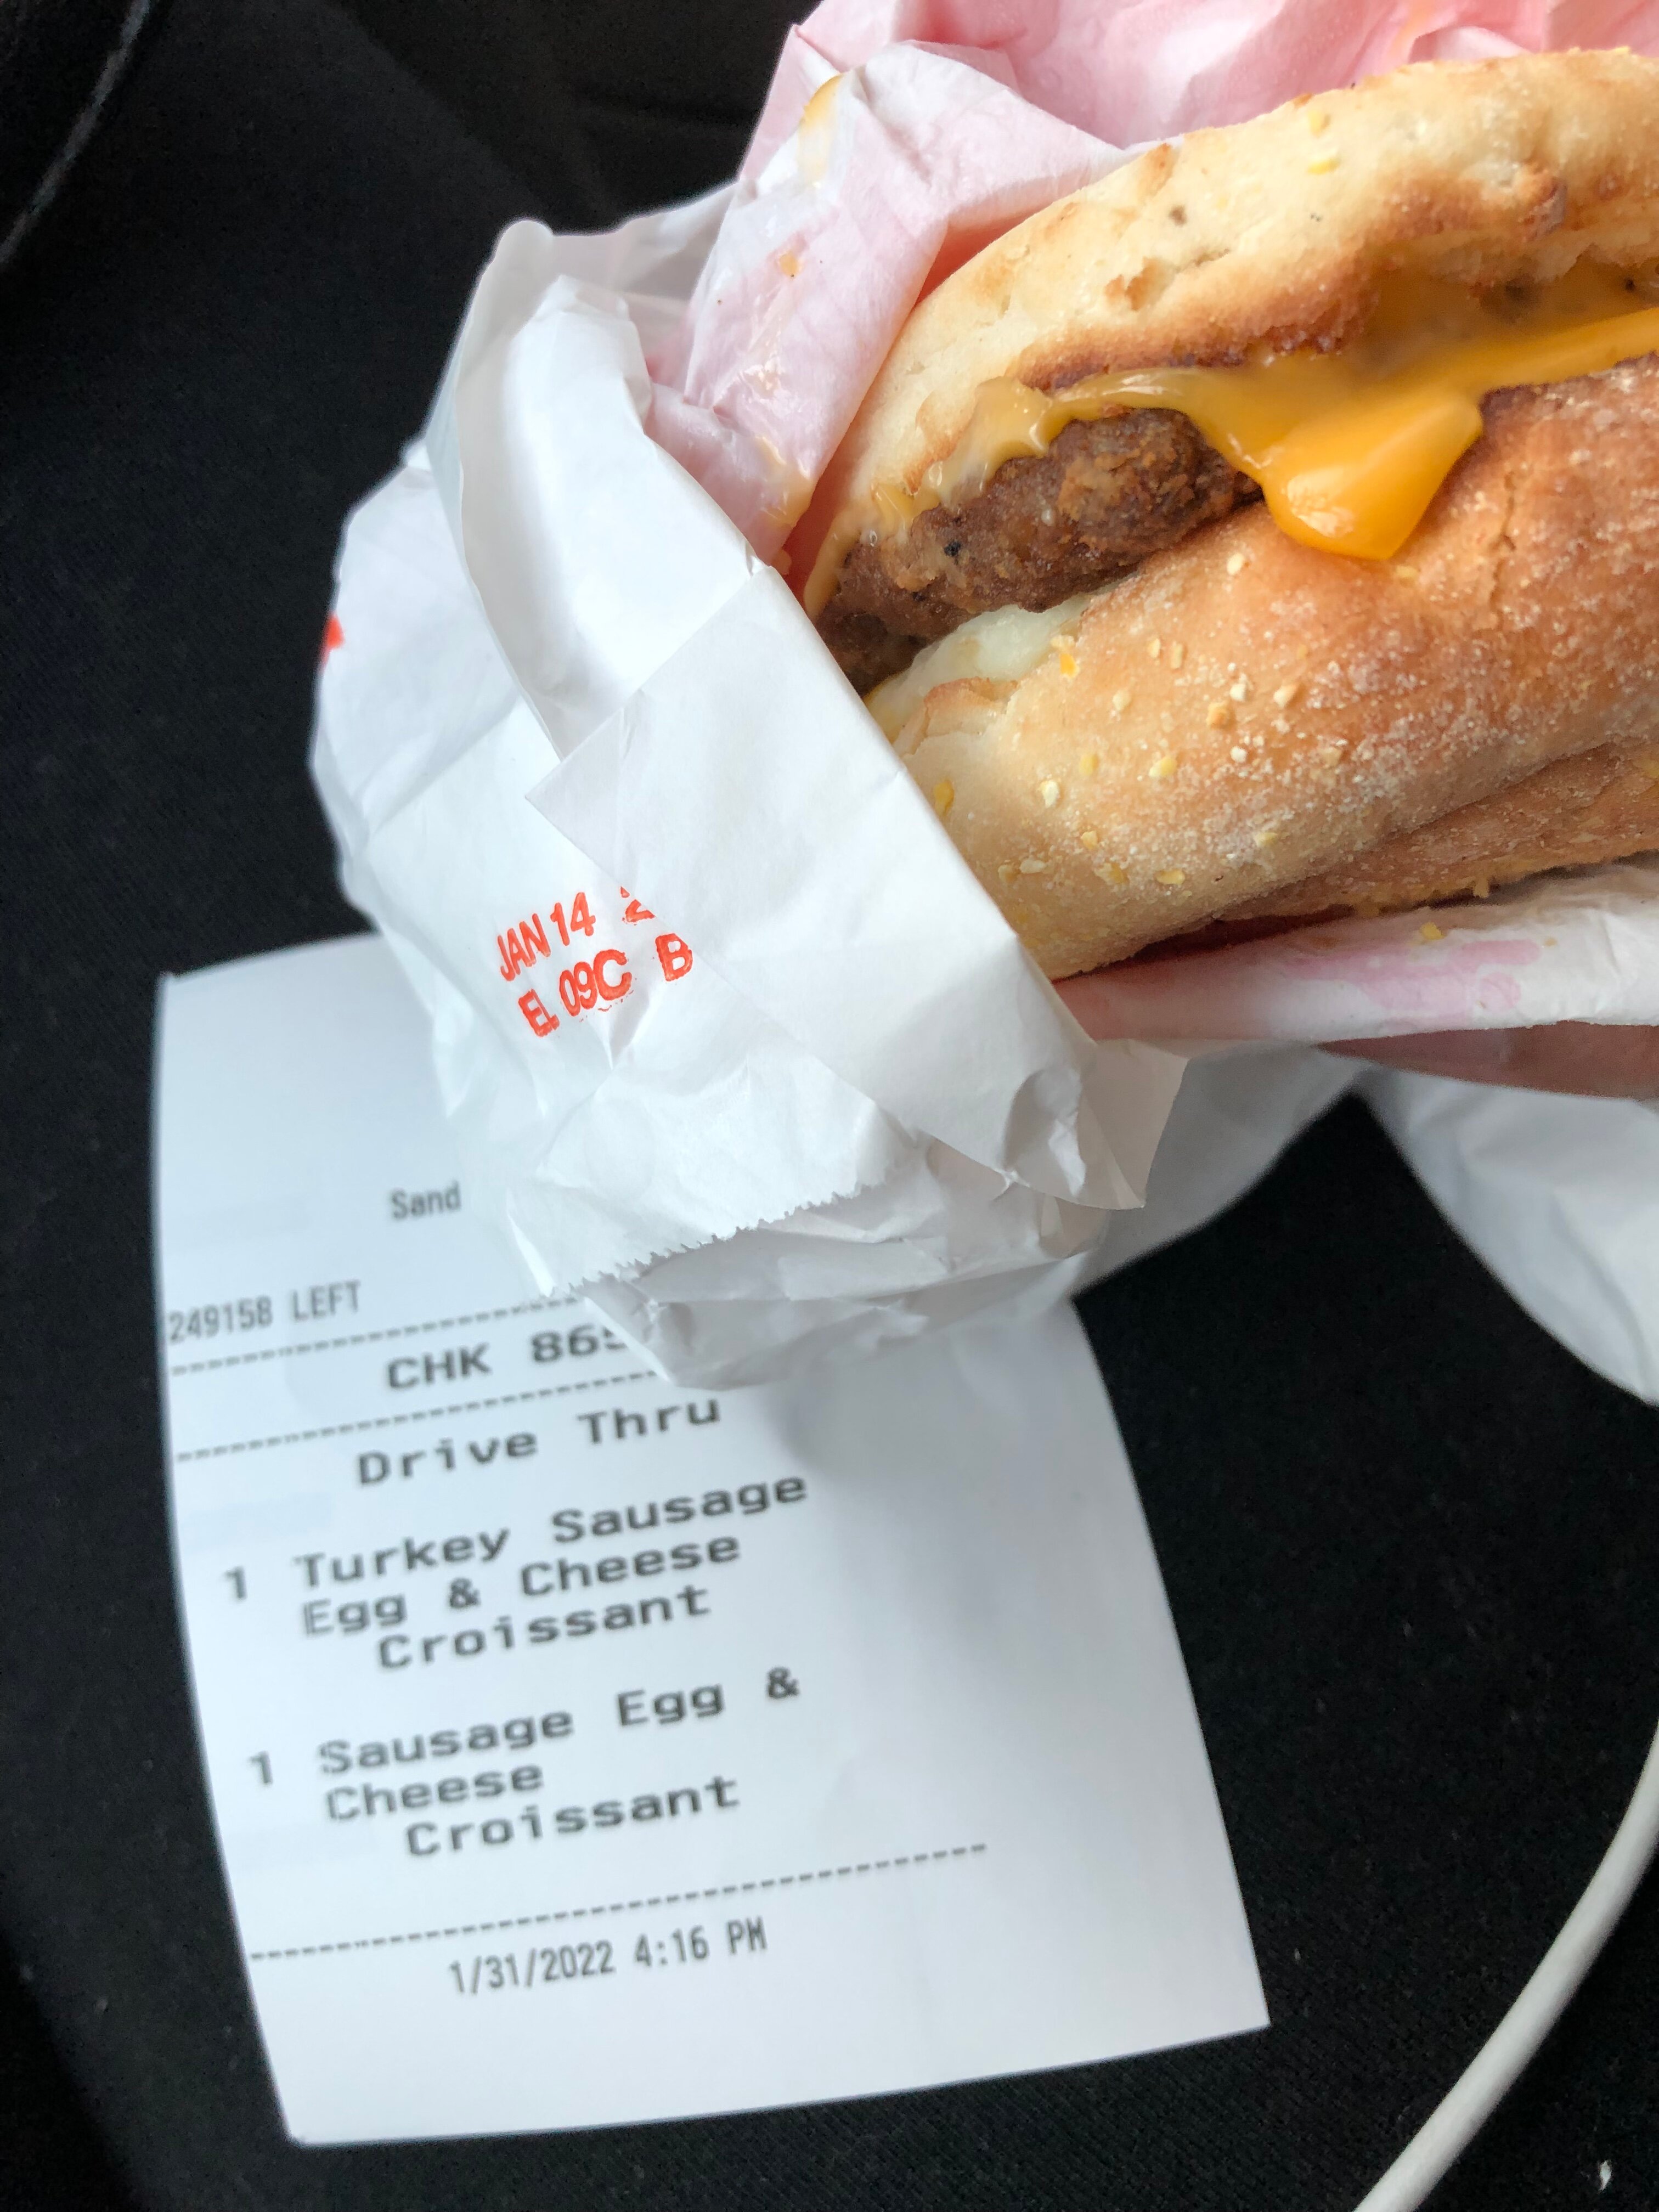 JAN 14
EL 09C B
Sand
249158 LEFT
CHK 865
Drive Thru
1 Turkey Sausage
Egg & Cheese
Croissant
1 Sausage Egg &
Cheese
Croissant
1/31/2022 4:16 PM